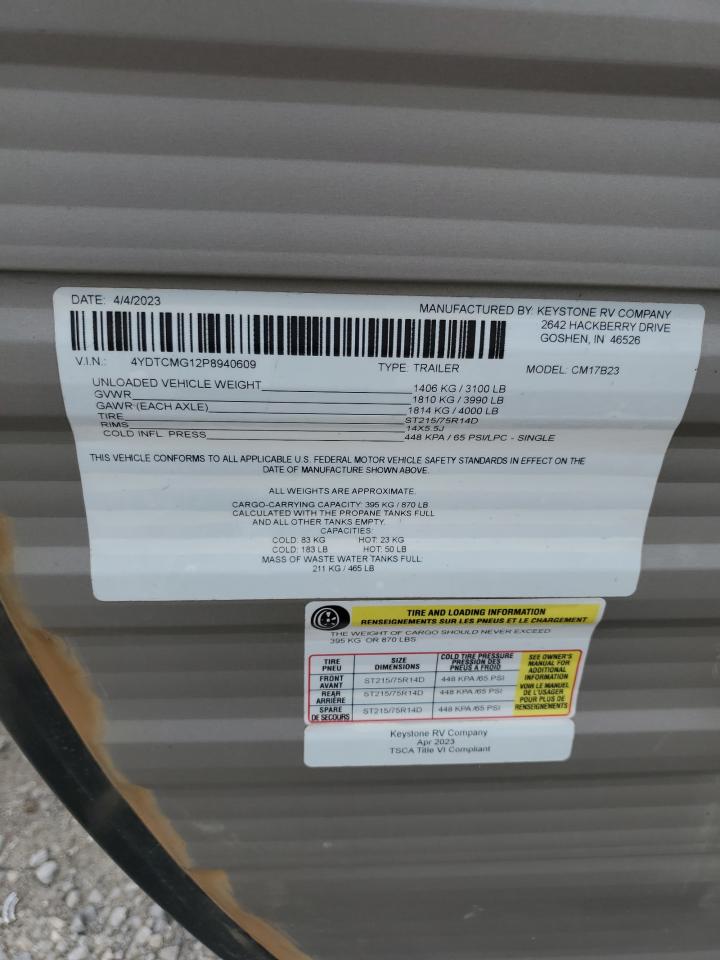 DATE: 4/4/2023
MANUFACTURED BY: KEYSTONE RV COMPANY
2642 HACKBERRY DRIVE
GOSHEN, IN 46526
V.I.N.: 4YDTCMG12P8940609 TYPE: TRAILER MODEL: CM17B23
UNLOADED VEHICLE WEIGHT 1406 KG / 3100 LB
GVWR 1810 KG / 3990 LB
GAWR (EACH AXLE) 1814 KG / 4000 LB
TIRE ST215/75R14D
RIMS 14X5.5J
COLD INFL. PRESS 448 KPA / 65 PSI/LPC - SINGLE
THIS VEHICLE CONFORMS TO ALL APPLICABLE U.S. FEDERAL MOTOR VEHICLE SAFETY STANDARDS IN EFFECT ON THE
DATE OF MANUFACTURE SHOWN ABOVE.
ALL WEIGHTS ARE APPROXIMATE.
CARGO-CARRYING CAPACITY: 395 KG / 870 LB
CALCULATED WITH THE PROPANE TANKS FULL
AND ALL OTHER TANKS EMPTY.
CAPACITIES:
COLD: 83 KG HOT: 23 KG
COLD: 183 LB HOT: 50 LB
MASS OF WASTE WATER TANKS FULL:
211 KG / 465 LB
TIRE AND LOADING INFORMATION
RENSEIGNEMENTS SUR LES PNEUS ET LE CHARGEMENT
THE WEIGHT OF CARGO SHOULD NEVER EXCEED
395 KG OR 870 LBS
TIRE
PNEU
SIZE
DIMENSIONS
COLD TIRE PRESSURE
PRESSION DES
PNEUS A FROID
FRONT
AVANT
ST215/75R14D
448 KPA /65 PSI
REAR
ARRIÈRE
ST215/75R14D
448 KPA /65 PSI
SPARE
DE SECOURS
ST215/75R14D
448 KPA /65 PSI
SEE OWNER'S
MANUAL FOR
ADDITIONAL
INFORMATION
VOIR LE MANUEL
DE L'USAGER
POUR PLUS DE
RENSEIGNEMENTS
Keystone RV Company
Apr 2023
TSCA Title VI Compliant